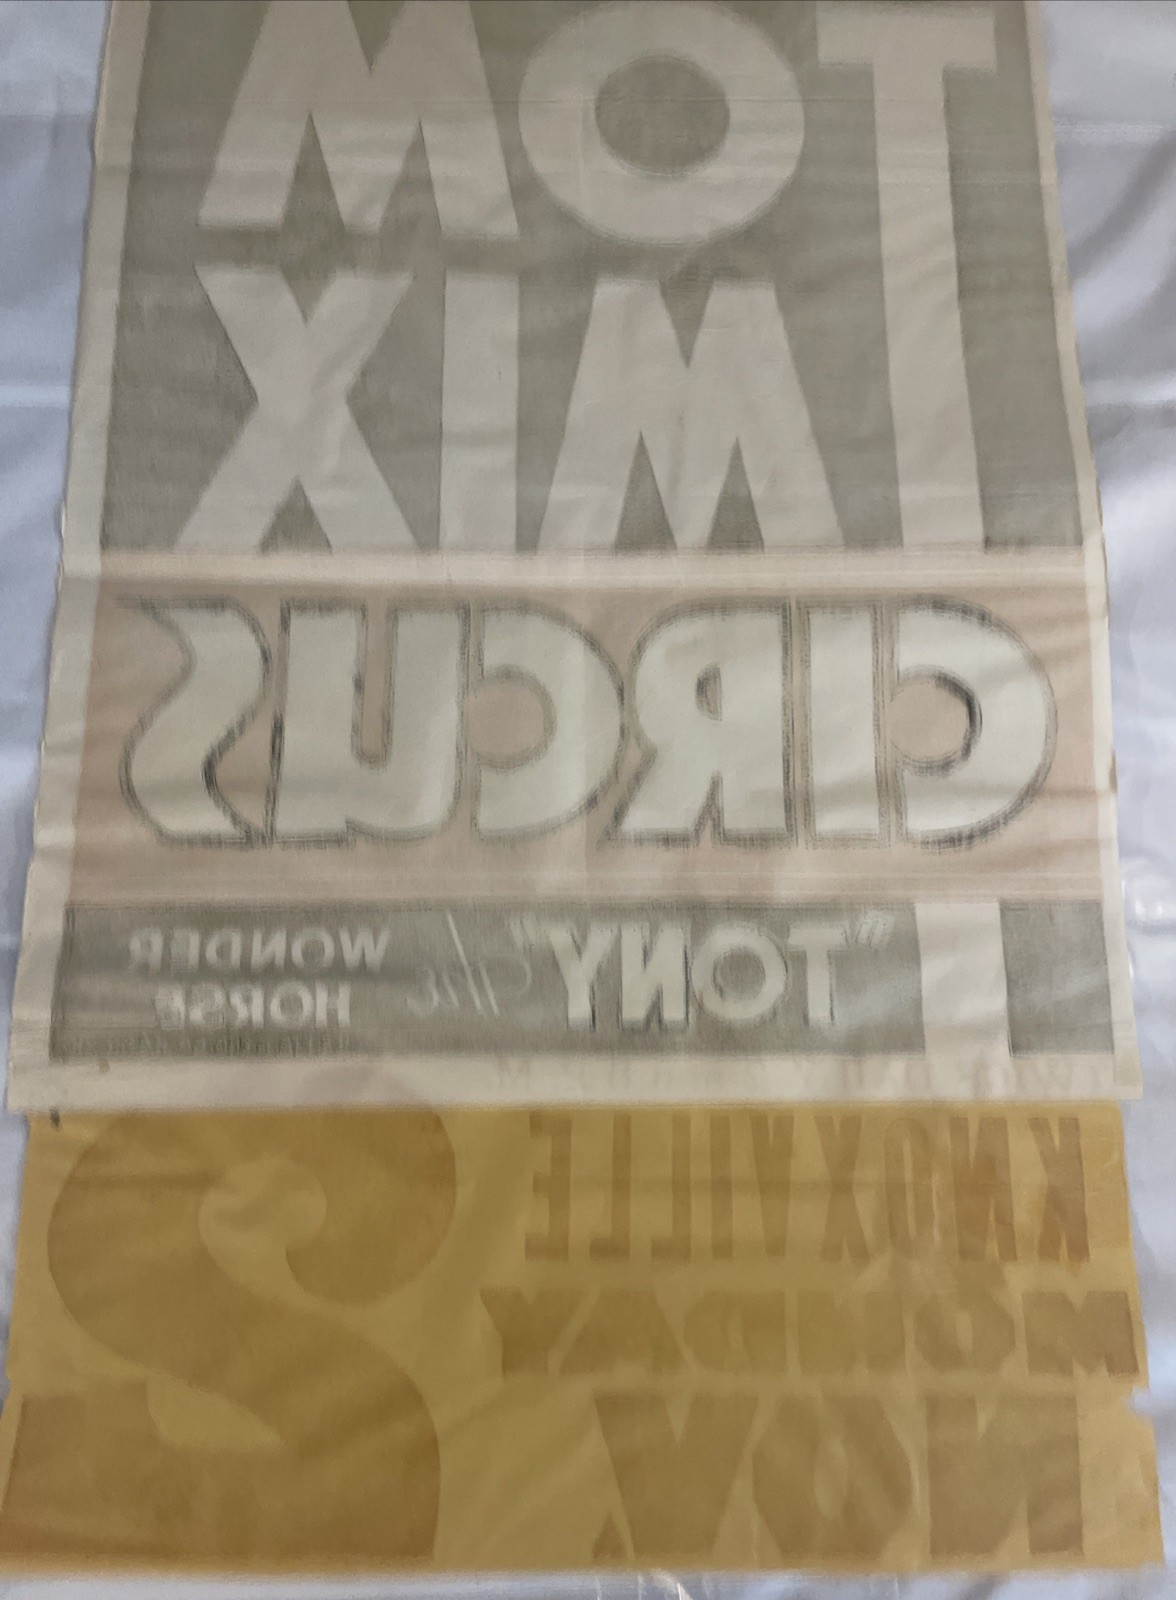 TOM
MIX
CIRCUS
"TONY" the WONDER
HORSE
KNOXVILLE
MONDAY
NOV. 2